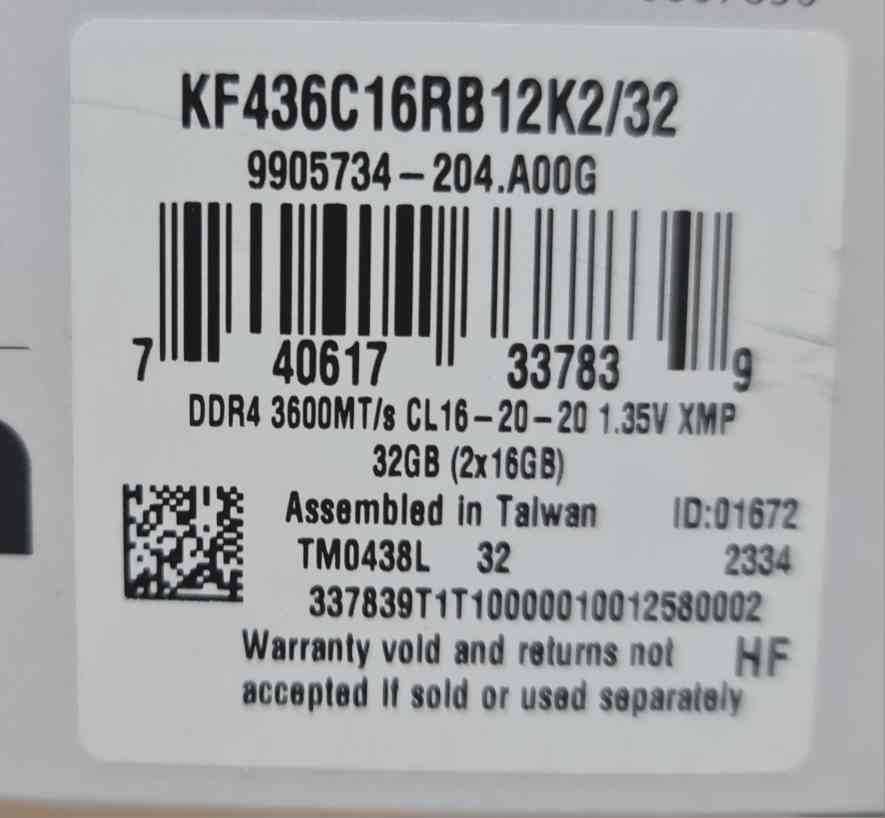 KF436C16RB12K2/32
9905734-204.A00G
7 40617 33783 9
DDR4 3600MT/s CL16-20-20 1.35V XMP
32GB (2x16GB)
Assembled in Taiwan ID:01672
TM0438L 32 2334
337839T1T10000010012580002
Warranty void and returns not HF
accepted if sold or used separately